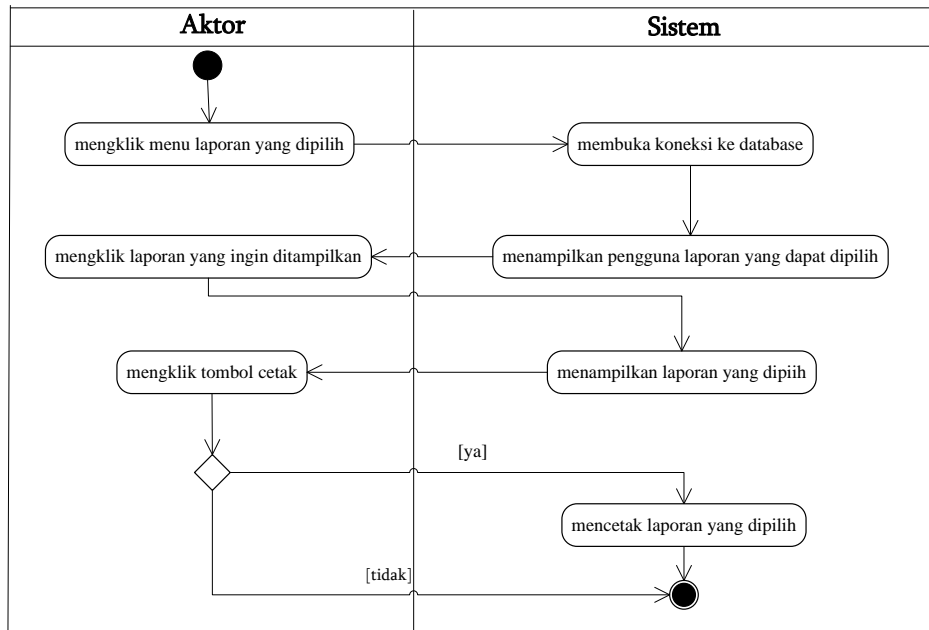 Aktor
Sistem
mengklik menu laporan yang dipilih
membuka koneksi ke database
mengklik laporan yang ingin ditampilkan
menampilkan pengguna laporan yang dapat dipilih
mengklik tombol cetak
menampilkan laporan yang dipiih
[ya]
mencetak laporan yang dipilih
[tidak]